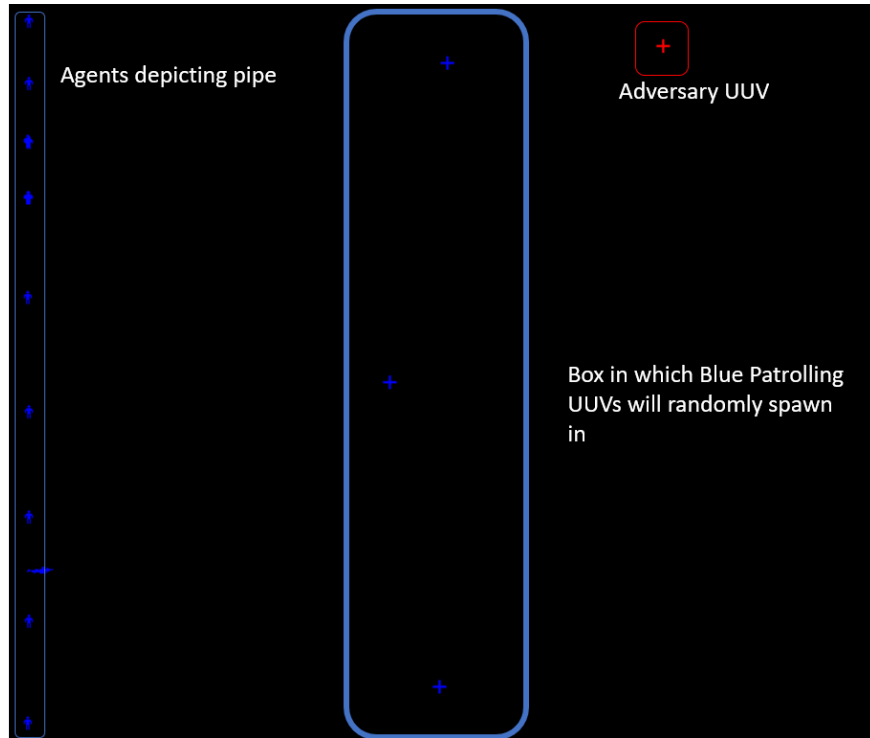 Agents depicting pipe
Adversary UUV
Box in which Blue Patrolling
UUVs will randomly spawn
in